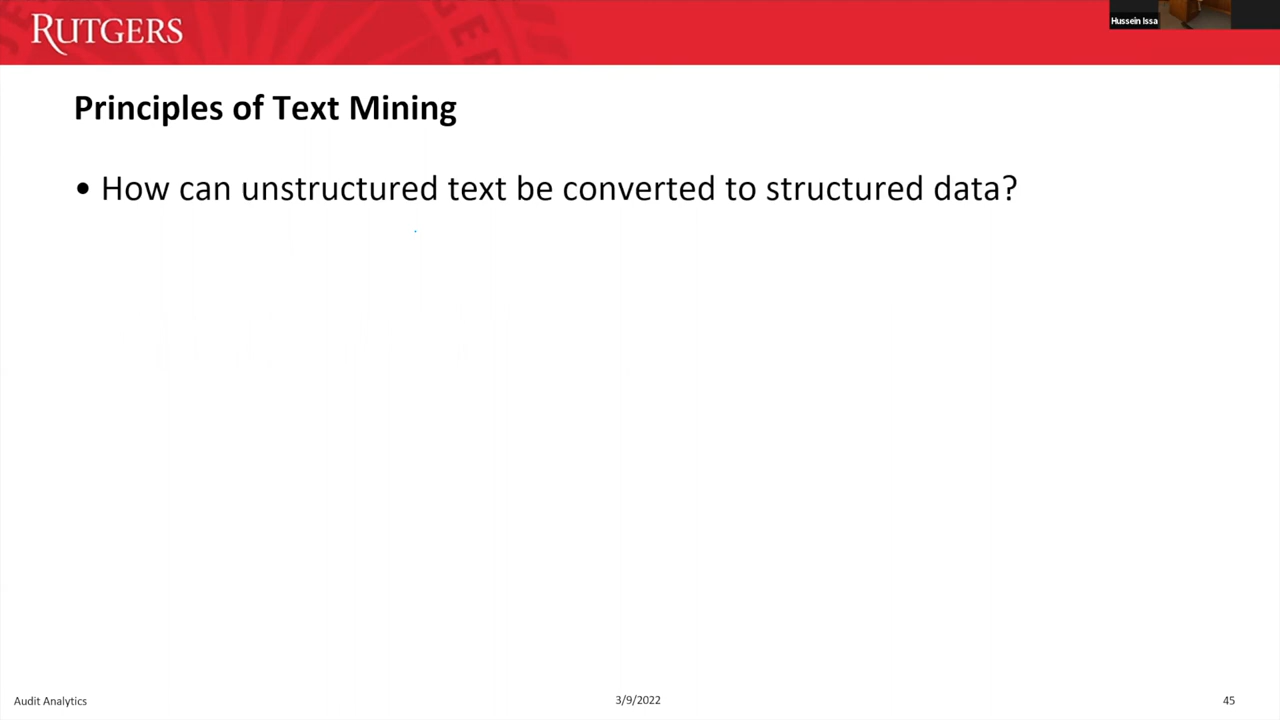 RUTGERS
Hussein Issa
Principles of Text Mining
• How can unstructured text be converted to structured data?
Audit Analytics
3/9/2022
45